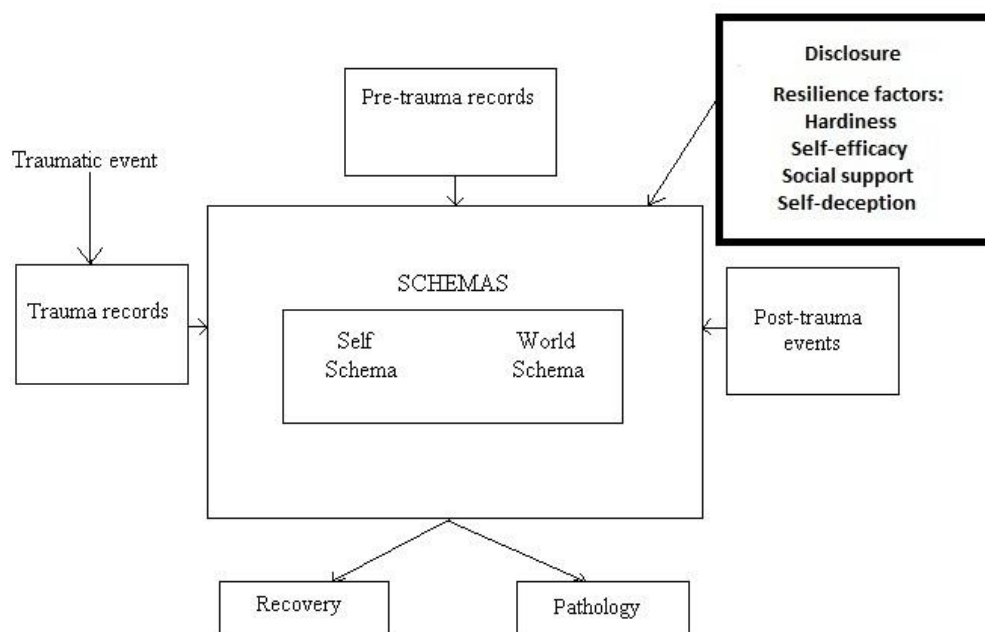 Disclosure
Resilience factors:
Hardiness
Self-efficacy
Social support
Self-deception
Pre-trauma records
Traumatic event
Trauma records
SCHEMAS
Self
Schema
World
Schema
Post-trauma
events
Recovery
Pathology